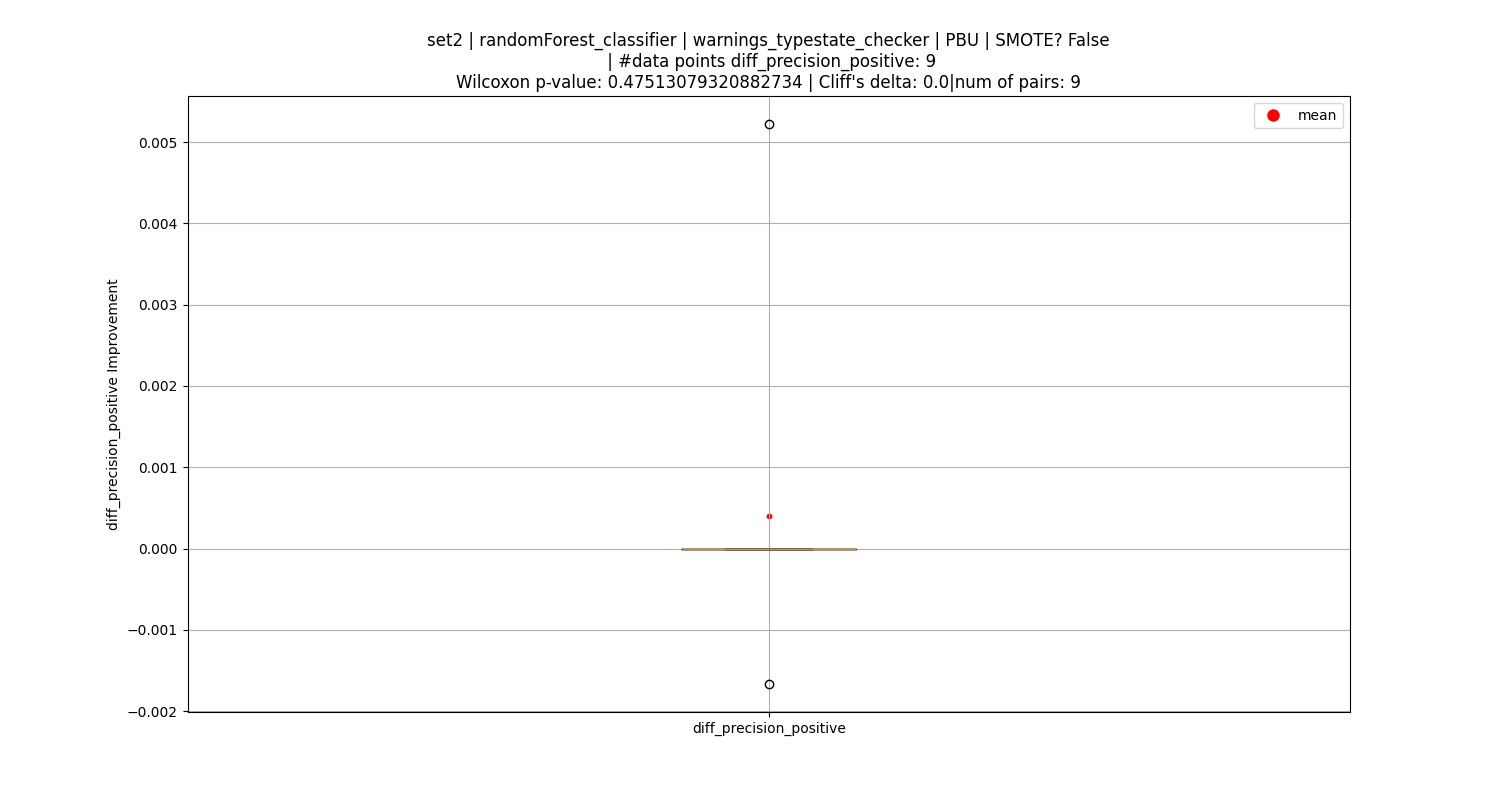 set2 | randomForest_classifier | warnings_typestate_checker | PBU | SMOTE? False
| #data points diff_precision_positive: 9
Wilcoxon p-value: 0.47513079320882734 | Cliff's delta: 0.0|num of pairs: 9
mean
0.005
0.004
0.003
0.002
0.001
0.000
−0.001
−0.002
diff_precision_positive Improvement
diff_precision_positive